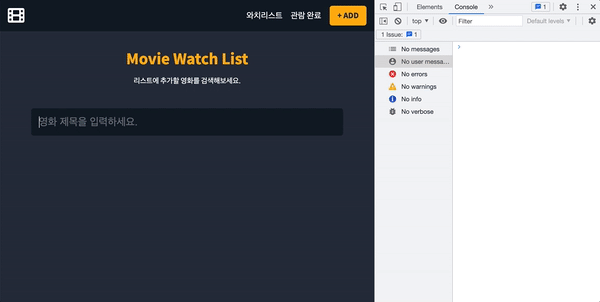 와치리스트 관람 완료 + ADD
Movie Watch List
리스트에 추가할 영화를 검색해보세요.
영화 제목을 입력하세요.
Elements Console » 1
top ▾ Filter Default levels ▾
1 Issue: 1
No messages
No user messa...
No errors
No warnings
No info
No verbose